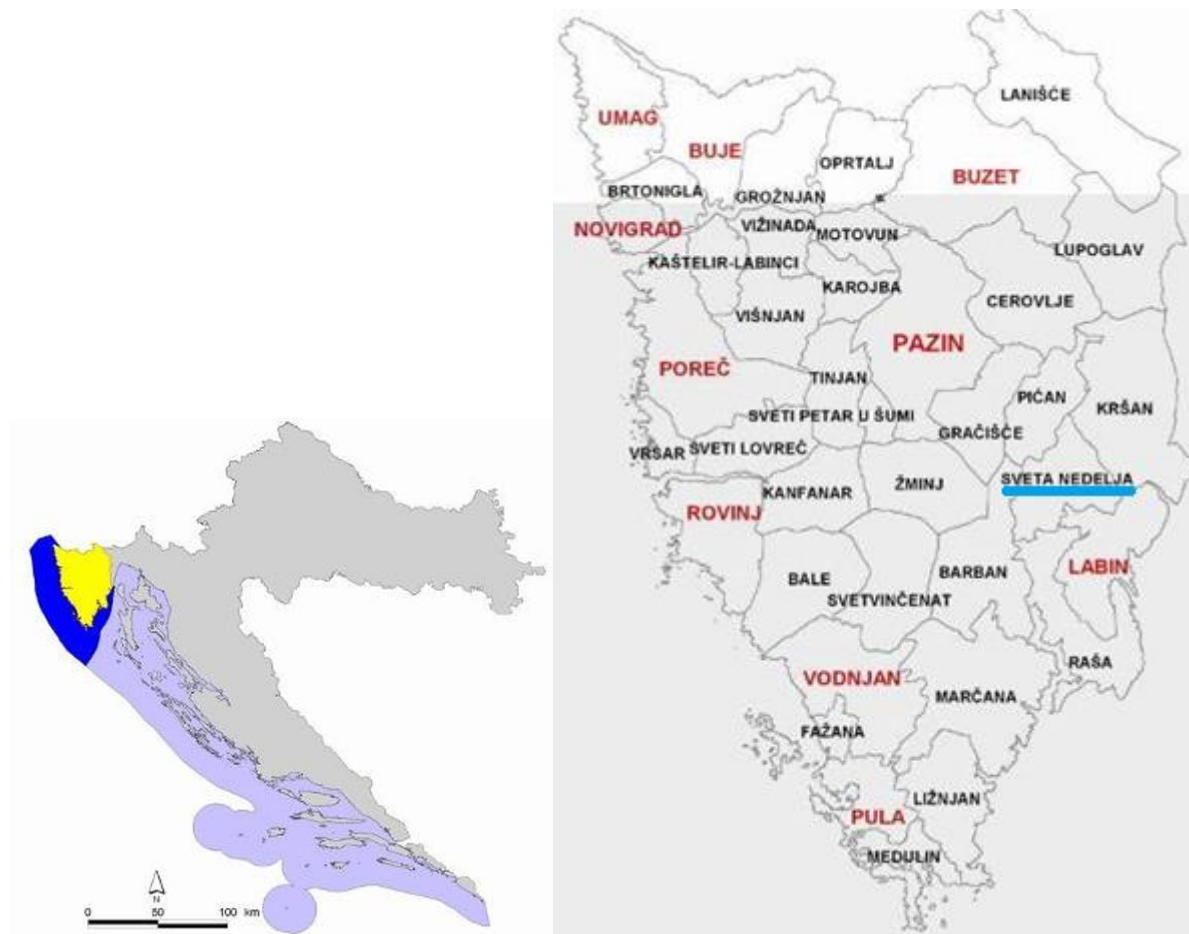 LANIŠĆE
UMAG
BUJE
OPRTALJ
BUZET
BRTONIGLA
GROŽNJAN
NOVIGRAD
VIŽINADA
MOTOVUN
LUPOGLAV
KAŠTELIR-LABINCI
KAROJBA
CEROVLJE
VIŠNJAN
PAZIN
POREČ
TINJAN
PIĆAN
KRŠAN
SVETI PETAR U ŠUMI
GRAČIŠĆE
VRSAR
SVETI LOVREČ
SVETA NEDELJA
KANFANAR
ŽMINJ
ROVINJ
BALE
BARBAN
LABIN
SVETVINČENAT
RAŠA
VODNJAN
MARČANA
FAŽANA
LIŽNJAN
PULA
MEDULIN
N
0 50 100 km